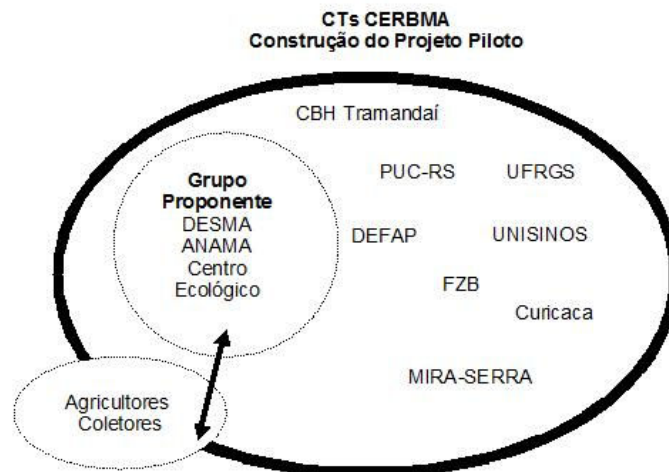 CTs CERBMA
Construção do Projeto Piloto
CBH Tramandaí
PUC-RS
UFRGS
Grupo
Proponente
DESMA
ANAMA
Centro
Ecológico
DEFAP
UNISINOS
FZB
Curicaca
MIRA-SERRA
Agricultores
Coletores